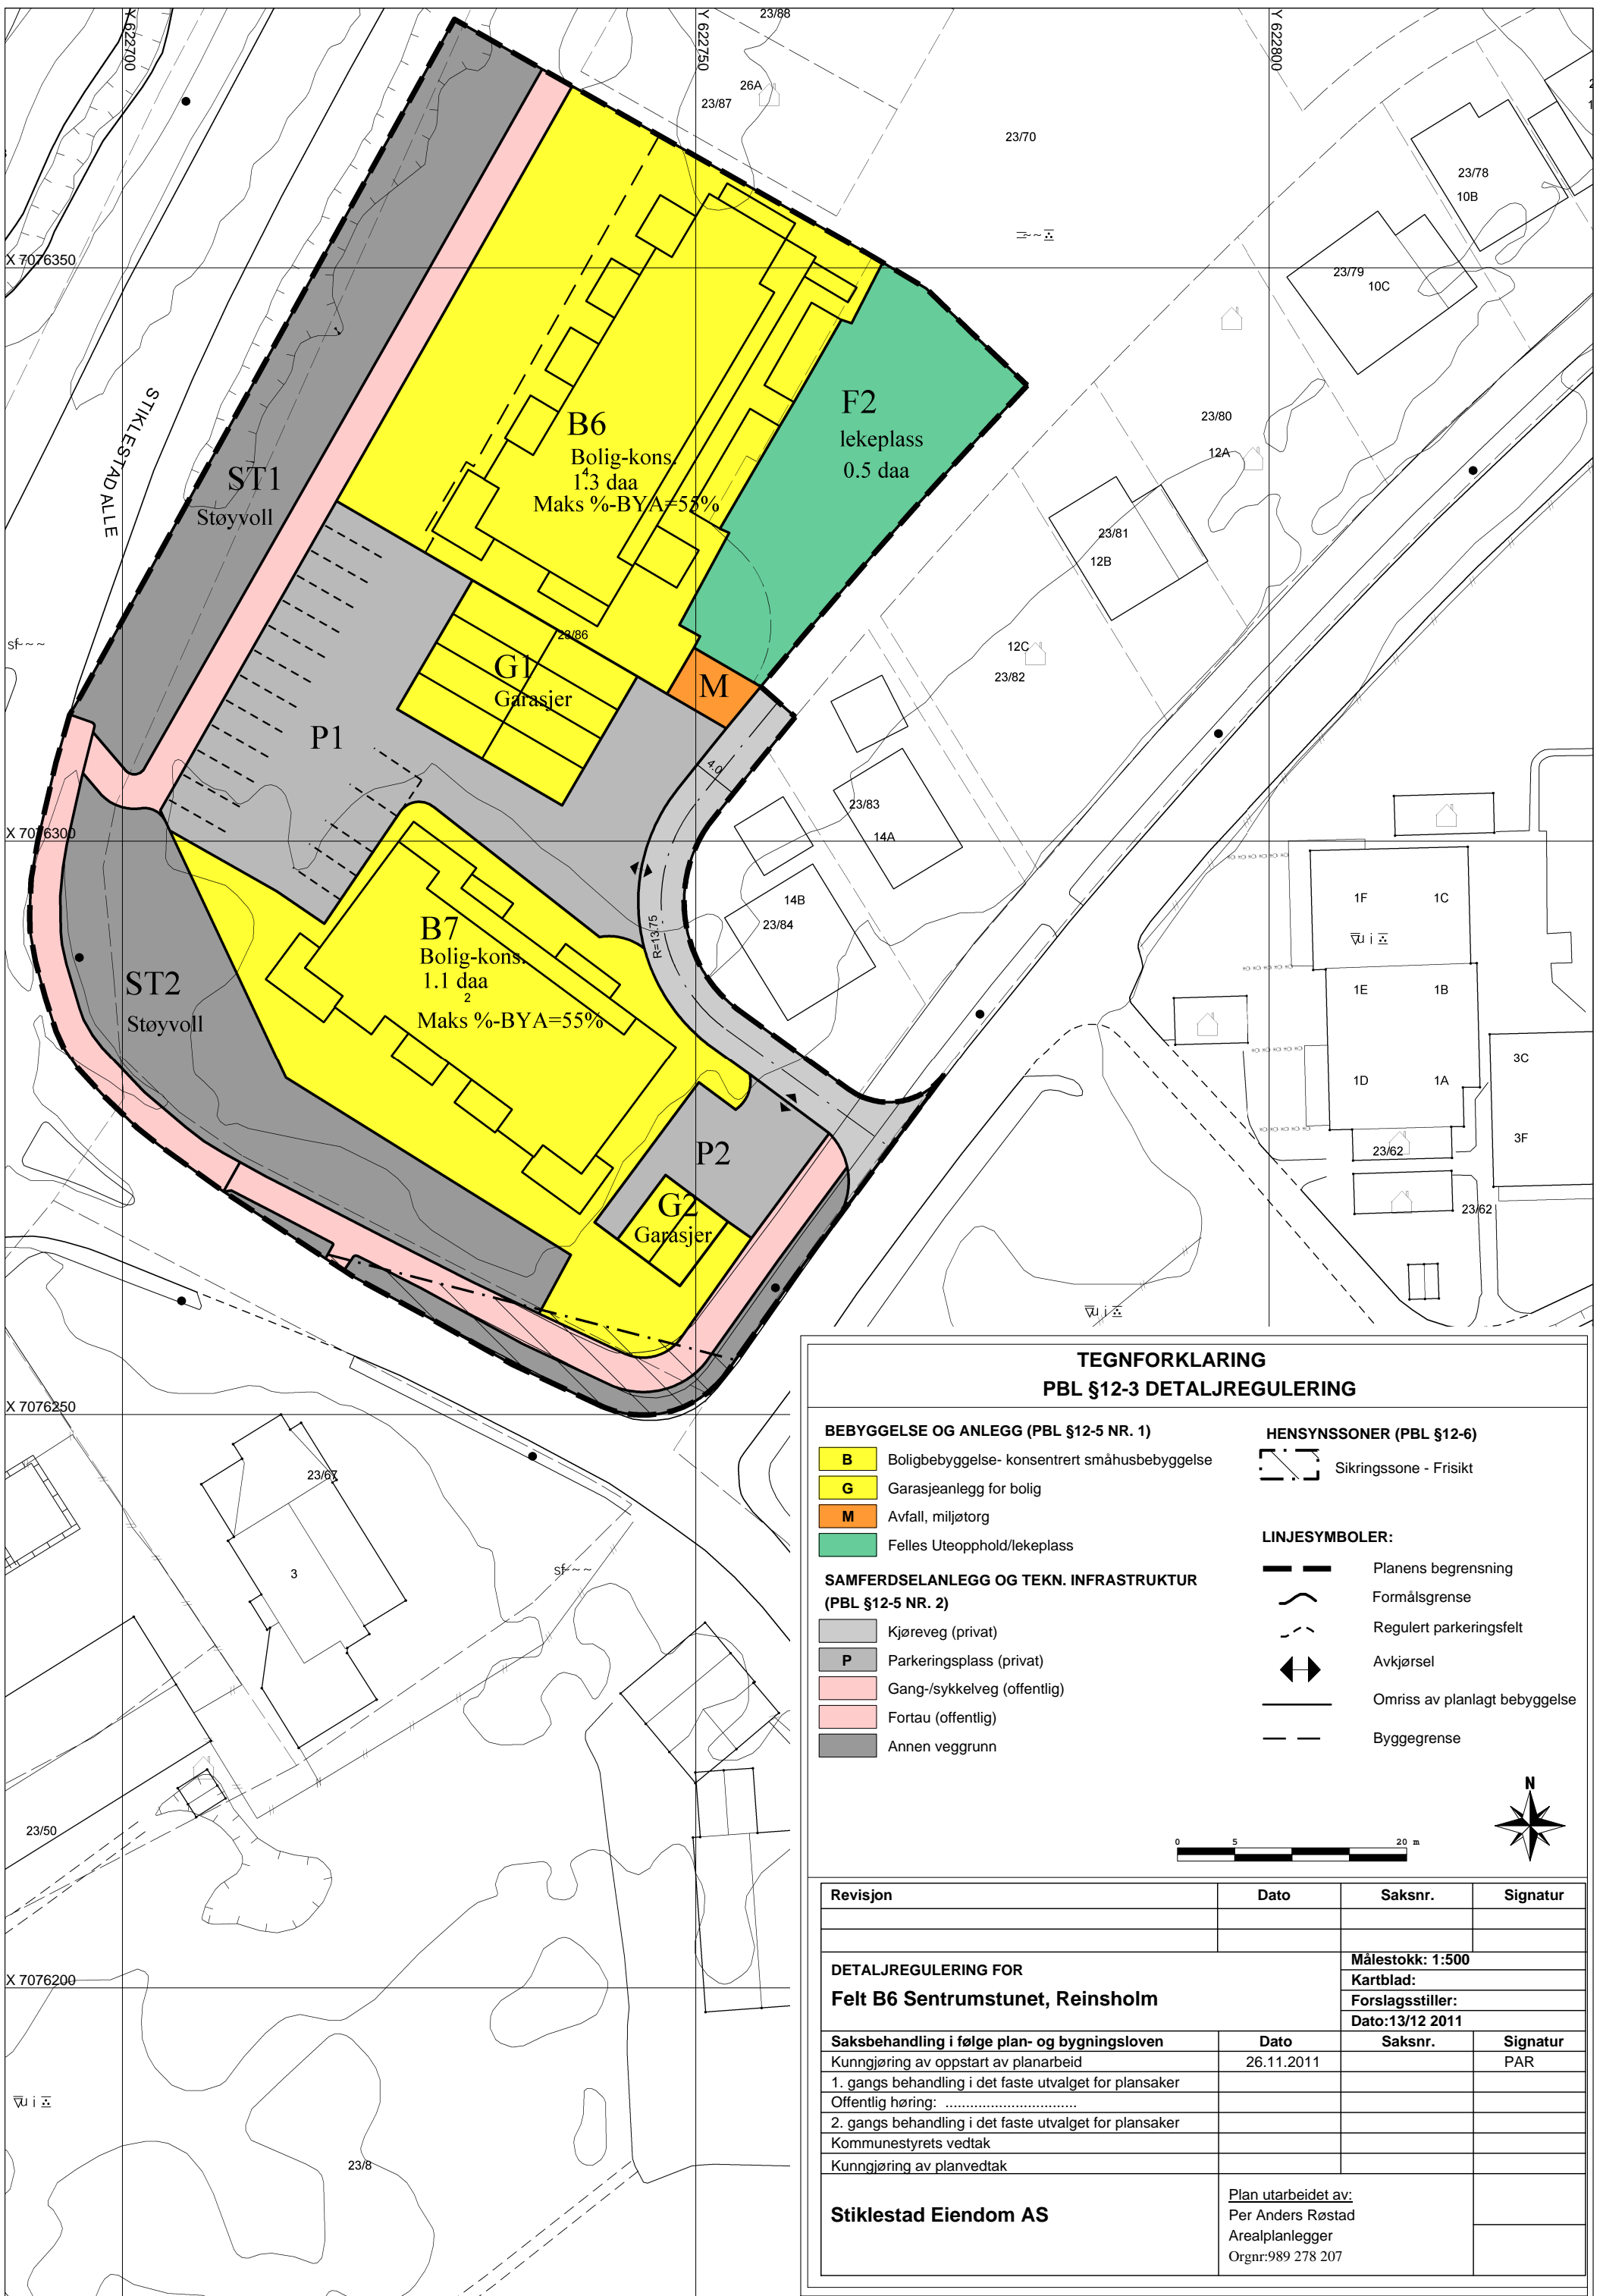 Y 622700
Y 622750
Y 622800
23/88
26A
23/87
23/70
23/78
10B
X 7076350
23/79
10C
STIKLESTAD ALLE
ST1
Støyvoll
B6
Bolig-kons.
4
1.3 daa
Maks %-BYA=55%
F2
lekeplass
0.5 daa
23/80
12A
23/81
12B
12C
23/82
sf~~~
23/86
G1
Garasjer
M
P1
4.0
23/83
14A
X 7076300
14B
23/84
R=13.75
B7
Bolig-kons.
1.1 daa
2
Maks %-BYA=55%
ST2
Støyvoll
1F
1C
1E
1B
1D
1A
3C
3F
23/62
23/62
P2
G2
Garasjer
X 7076250
23/67
3
sf~~~
23/50
X 7076200
23/8
TEGNFORKLARING
PBL §12-3 DETALJREGULERING
BEBYGGELSE OG ANLEGG (PBL §12-5 NR. 1)
B Boligbebyggelse- konsentrert småhusbebyggelse
G Garasjeanlegg for bolig
M Avfall, miljøtorg
Felles Uteopphold/lekeplass
SAMFERDSELANLEGG OG TEKN. INFRASTRUKTUR
(PBL §12-5 NR. 2)
Kjøreveg (privat)
P Parkeringsplass (privat)
Gang-/sykkelveg (offentlig)
Fortau (offentlig)
Annen veggrunn
HENSYNSSONER (PBL §12-6)
Sikringssone - Frisikt
LINJESYMBOLER:
Planens begrensning
Formålsgrense
Regulert parkeringsfelt
Avkjørsel
Omriss av planlagt bebyggelse
Byggegrense
N
0 5 20 m
Revisjon Dato Saksnr. Signatur
DETALJREGULERING FOR
Felt B6 Sentrumstunet, Reinsholm
Målestokk: 1:500
Kartblad:
Forslagsstiller:
Dato:13/12 2011
Saksbehandling i følge plan- og bygningsloven Dato Saksnr. Signatur
Kunngjøring av oppstart av planarbeid 26.11.2011 PAR
1. gangs behandling i det faste utvalget for plansaker
Offentlig høring: ................................
2. gangs behandling i det faste utvalget for plansaker
Kommunestyrets vedtak
Kunngjøring av planvedtak
Stiklestad Eiendom AS
Plan utarbeidet av:
Per Anders Røstad
Arealplanlegger
Orgnr:989 278 207